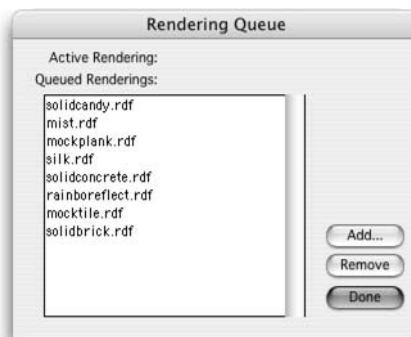 Rendering Queue
Active Rendering:
Queued Renderings:
solidcandy.rdf
mist.rdf
mockplank.rdf
silk.rdf
solidconcrete.rdf
rainboreflect.rdf
mocktile.rdf
solidbrick.rdf
Add...
Remove
Done